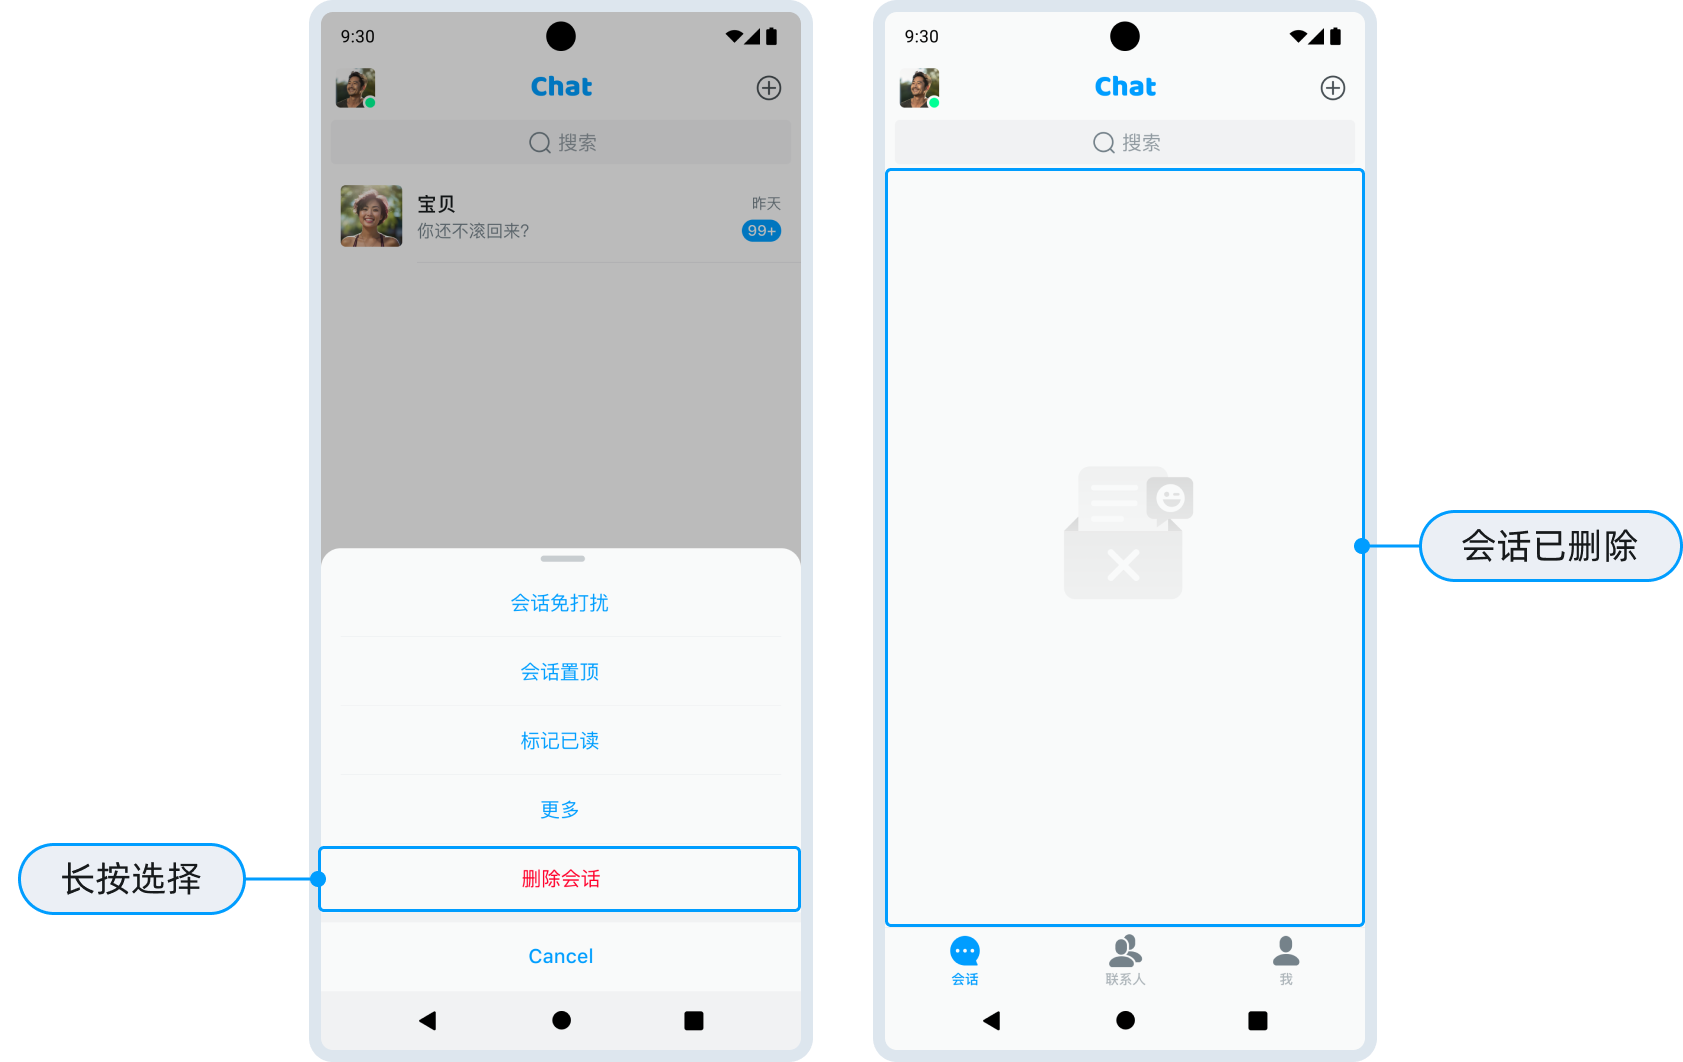 9:30
Chat
搜索
宝贝
昨天
你还不滚回来?
99+
会话免打扰
会话置顶
标记已读
更多
删除会话
Cancel
长按选择
9:30
Chat
搜索
会话已删除
会话
联系人
我